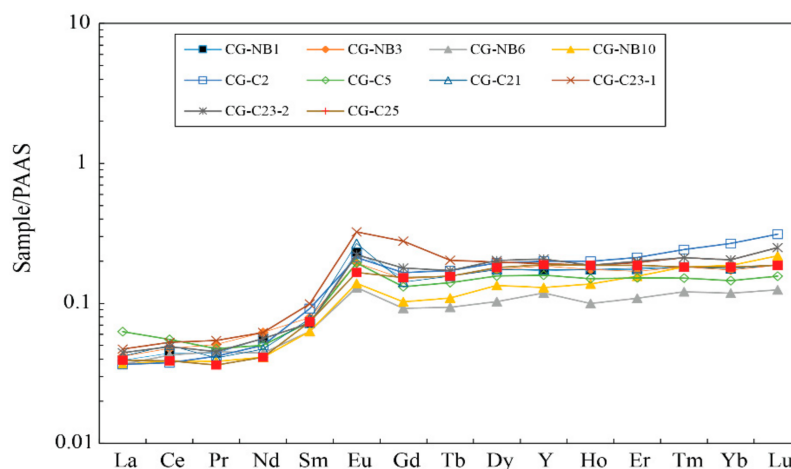 10
CG-NB1 CG-NB3 CG-NB6 CG-NB10
CG-C2 CG-C5 CG-C21 CG-C23-1
CG-C23-2 CG-C25
1
Sample/PAAS
0.1
0.01
La Ce Pr Nd Sm Eu Gd Tb Dy Y Ho Er Tm Yb Lu